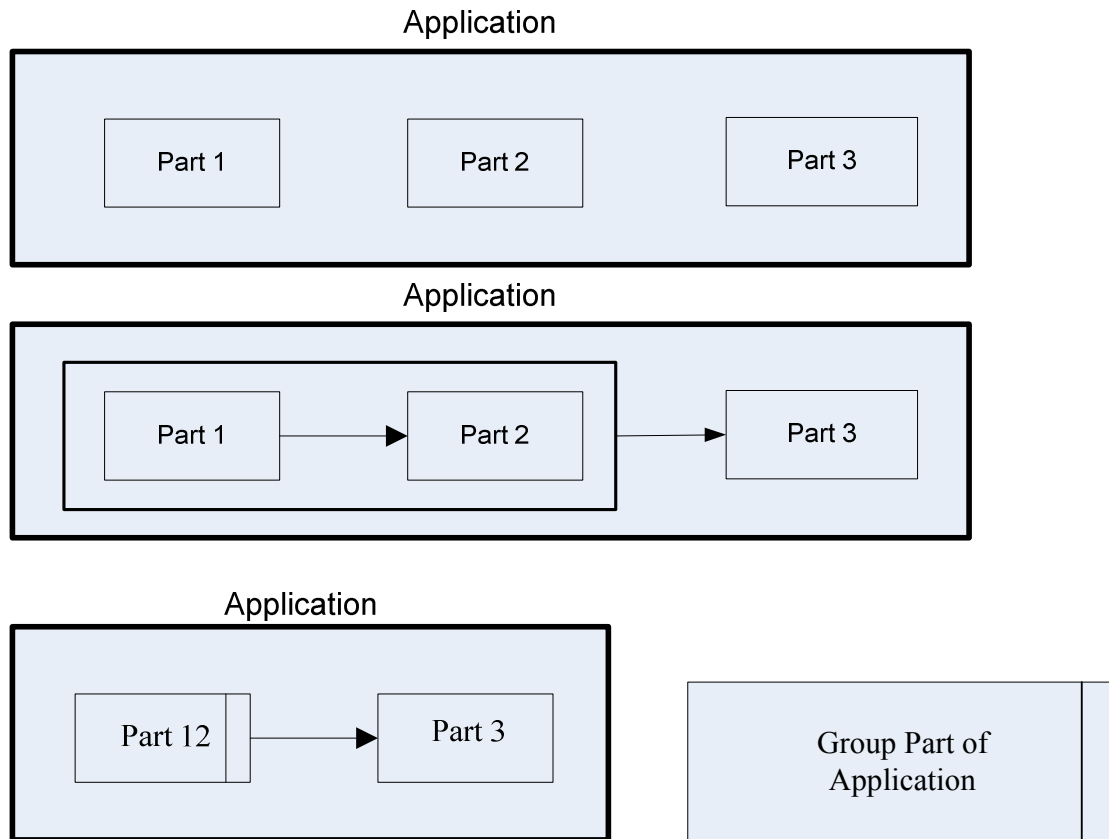 Application
Part 1
Part 2
Part 3
Application
Part 1
Part 2
Part 3
Application
Part 12
Part 3
Group Part of
Application